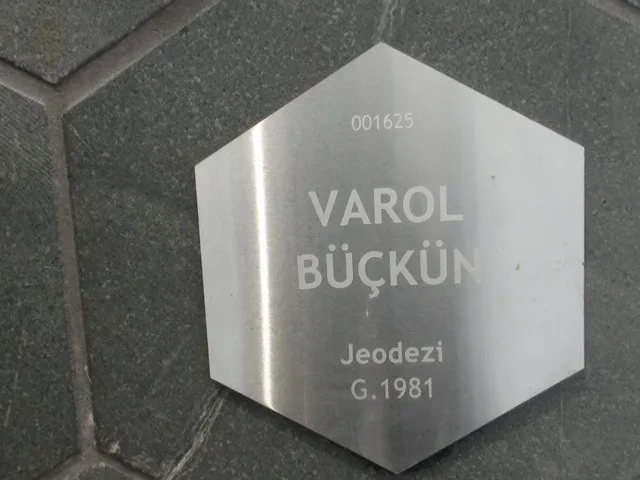 001625
VAROL
BÜÇKÜN
Jeodezi
G.1981